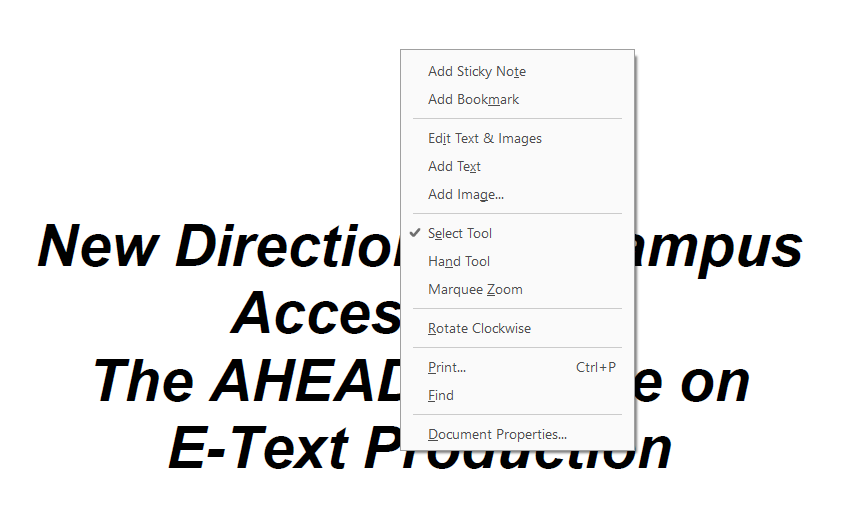 New Direction ampus
Acces
The AHEAD e on
E-Text Production
Add Sticky Note
Add Bookmark
Edit Text & Images
Add Text
Add Image...
Select Tool
Hand Tool
Marquee Zoom
Rotate Clockwise
Print... Ctrl+P
Find
Document Properties...